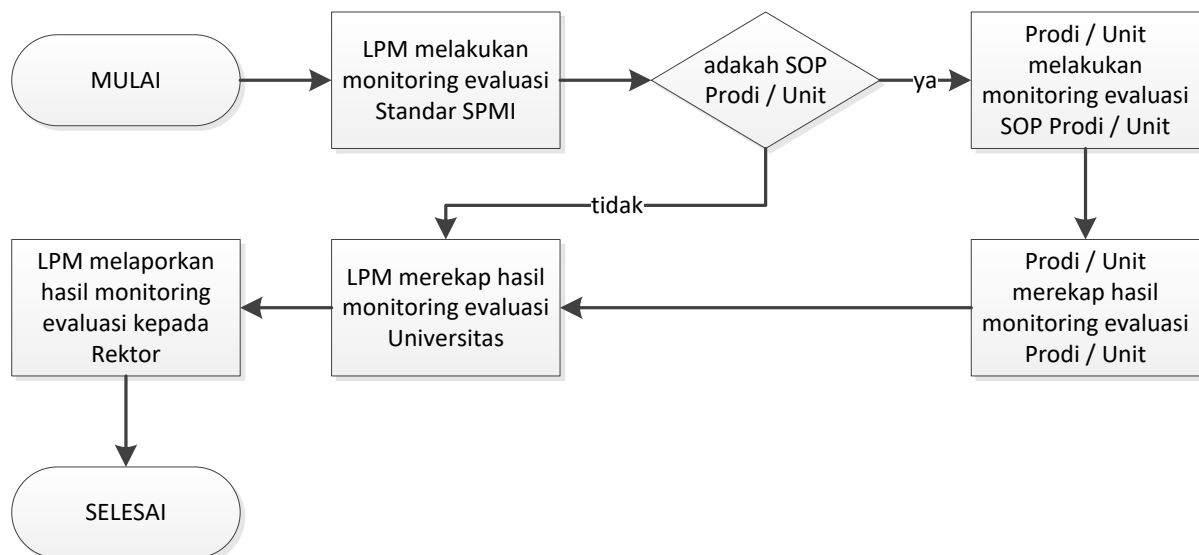 MULAI
LPM melakukan
monitoring evaluasi
Standar SPMI
adakah SOP
Prodi / Unit
ya
Prodi / Unit
melakukan
monitoring evaluasi
SOP Prodi / Unit
tidak
Prodi / Unit
merekap hasil
monitoring evaluasi
Prodi / Unit
LPM merekap hasil
monitoring evaluasi
Universitas
LPM melaporkan
hasil monitoring
evaluasi kepada
Rektor
SELESAI